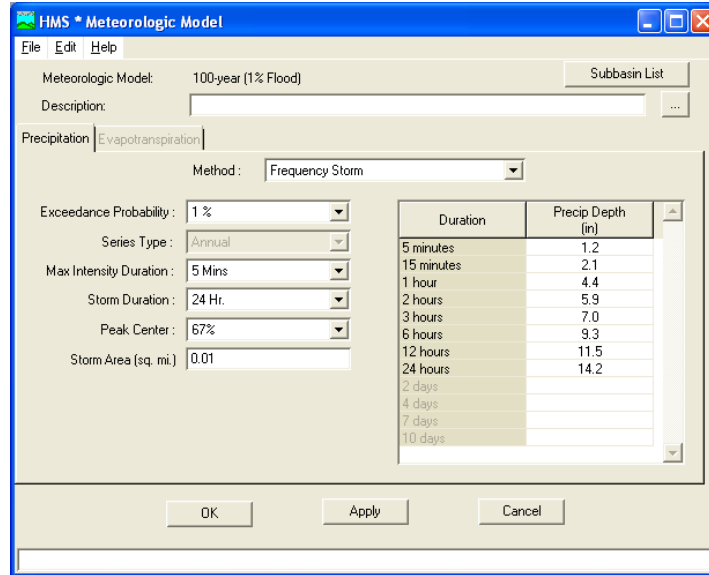 HMS * Meteorologic Model
File Edit Help
Meteorologic Model: 100-year (1% Flood) Subbasin List
Description: ...
Precipitation Evapotranspiration
Method : Frequency Storm
Exceedance Probability : 1 %
Series Type : Annual
Max Intensity Duration : 5 Mins
Storm Duration : 24 Hr.
Peak Center : 67%
Storm Area (sq. mi.) 0.01
Duration Precip Depth (in)
5 minutes 1.2
15 minutes 2.1
1 hour 4.4
2 hours 5.9
3 hours 7.0
6 hours 9.3
12 hours 11.5
24 hours 14.2
2 days
4 days
7 days
10 days
OK Apply Cancel